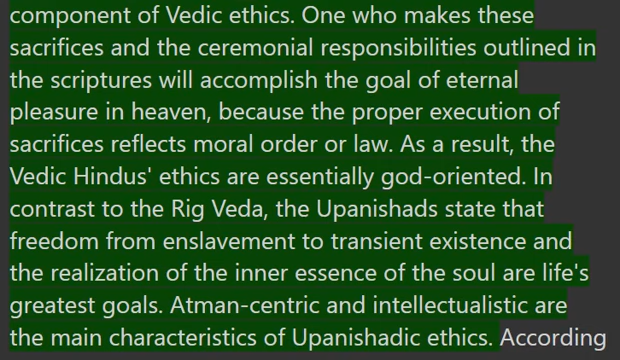 component of Vedic ethics. One who makes these
sacrifices and the ceremonial responsibilities outlined in
the scriptures will accomplish the goal of eternal
pleasure in heaven, because the proper execution of
sacrifices reflects moral order or law. As a result, the
Vedic Hindus' ethics are essentially god-oriented. In
contrast to the Rig Veda, the Upanishads state that
freedom from enslavement to transient existence and
the realization of the inner essence of the soul are life's
greatest goals. Atman-centric and intellectualistic are
the main characteristics of Upanishadic ethics. According